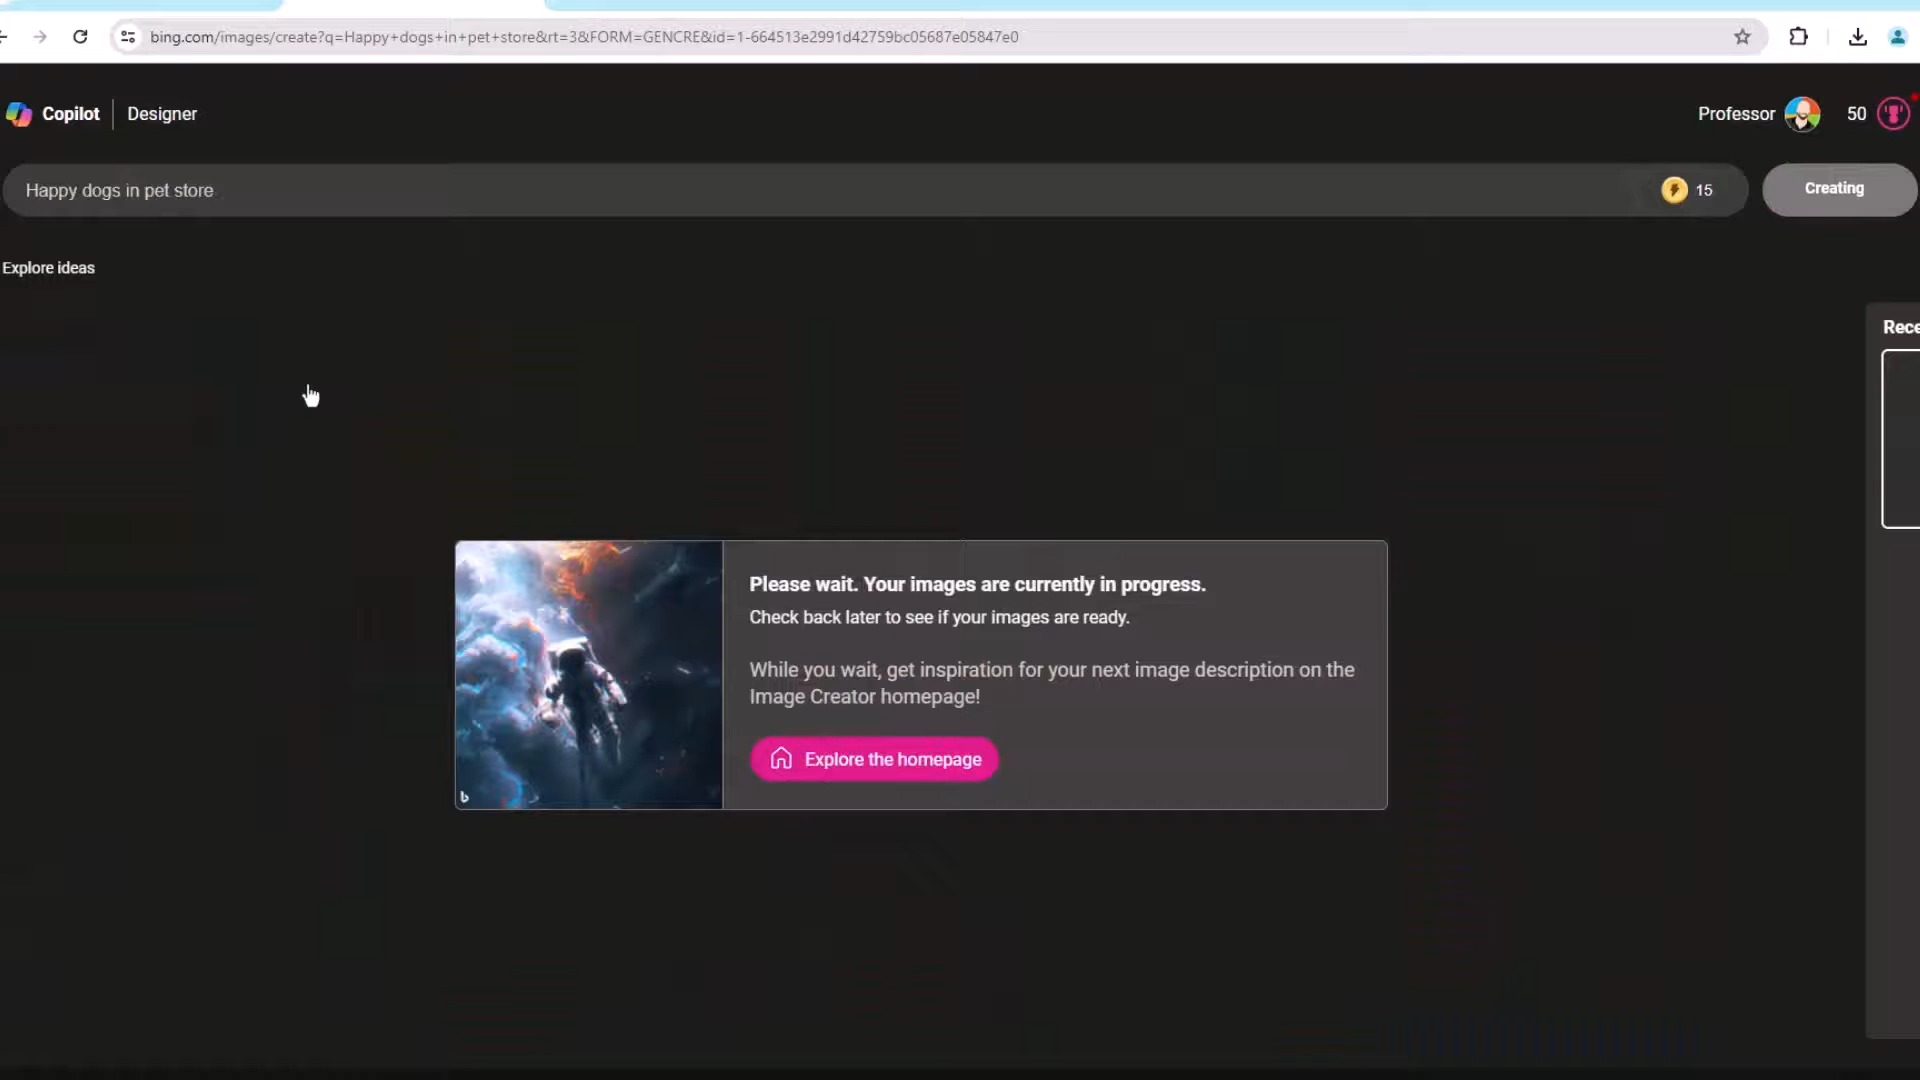 bing.com/images/create?q=Happy+dogs+in+pet+store&rt=3&FORM=GENCRE&id=1-664513e2991d42759bc05687e05847e0
Copilot
Designer
Professor
50
Happy dogs in pet store
15
Creating
Explore ideas
Rece
Please wait. Your images are currently in progress.
Check back later to see if your images are ready.
While you wait, get inspiration for your next image description on the
Image Creator homepage!
Explore the homepage